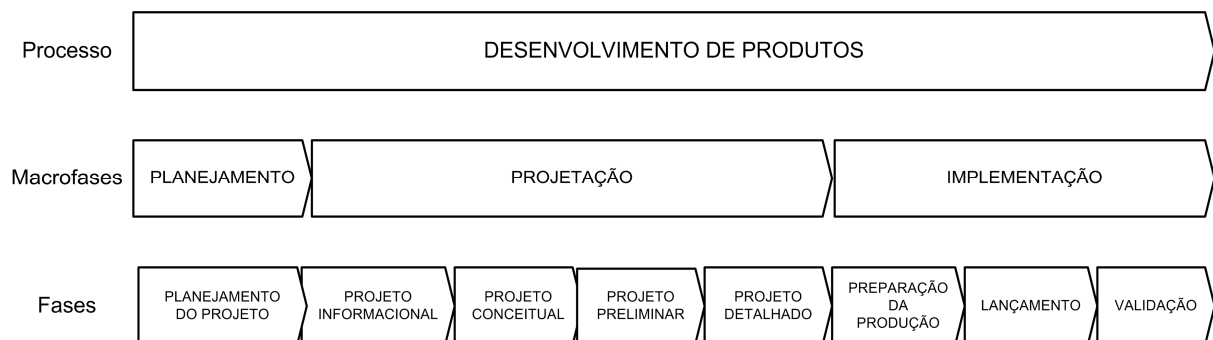 Processo
DESENVOLVIMENTO DE PRODUTOS
Macrofases
PLANEJAMENTO
PROJETAÇÃO
IMPLEMENTAÇÃO
Fases
PLANEJAMENTO
DO PROJETO
PROJETO
INFORMACIONAL
PROJETO
CONCEITUAL
PROJETO
PRELIMINAR
PROJETO
DETALHADO
PREPARAÇÃO
DA
PRODUÇÃO
LANÇAMENTO
VALIDAÇÃO